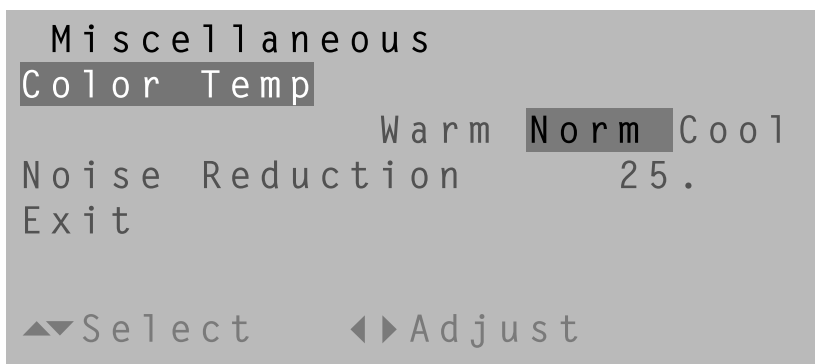 Miscellaneous
Color Temp
Warm Norm Cool
Noise Reduction 25.
Exit
Select Adjust